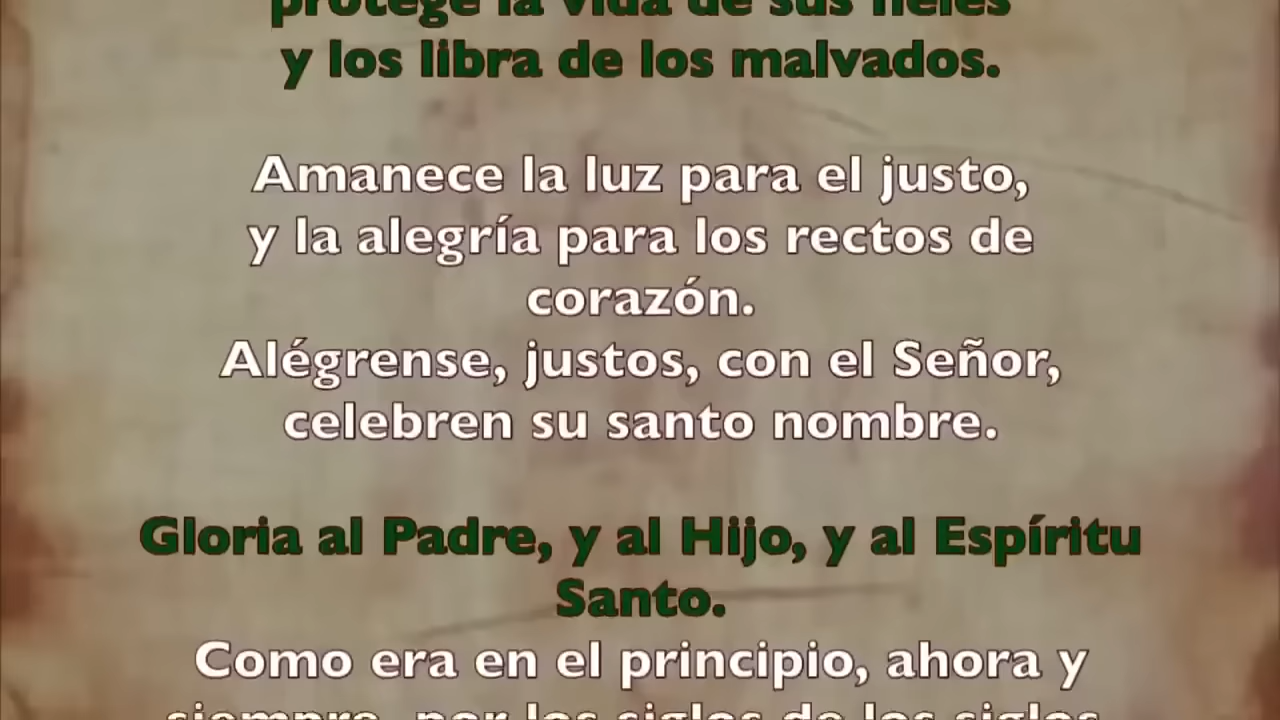 protege la vida de sus fieles
y los libra de los malvados.
Amanece la luz para el justo,
y la alegría para los rectos de
corazón.
Alégrense, justos, con el Señor,
celebren su santo nombre.
Gloria al Padre, y al Hijo, y al Espíritu
Santo.
Como era en el principio, ahora y
siempre, por los siglos de los siglos